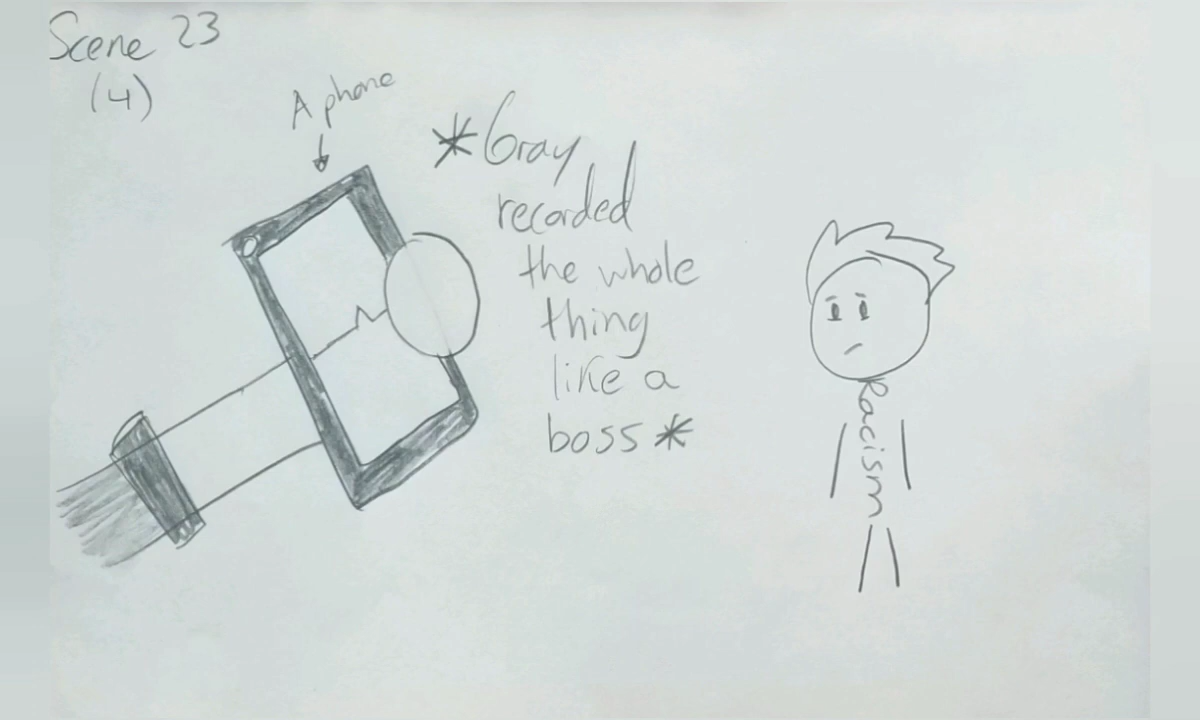 Scene 23
(4)
A phone
*Gray
recorded
the whole
thing
like a
boss*
Racism